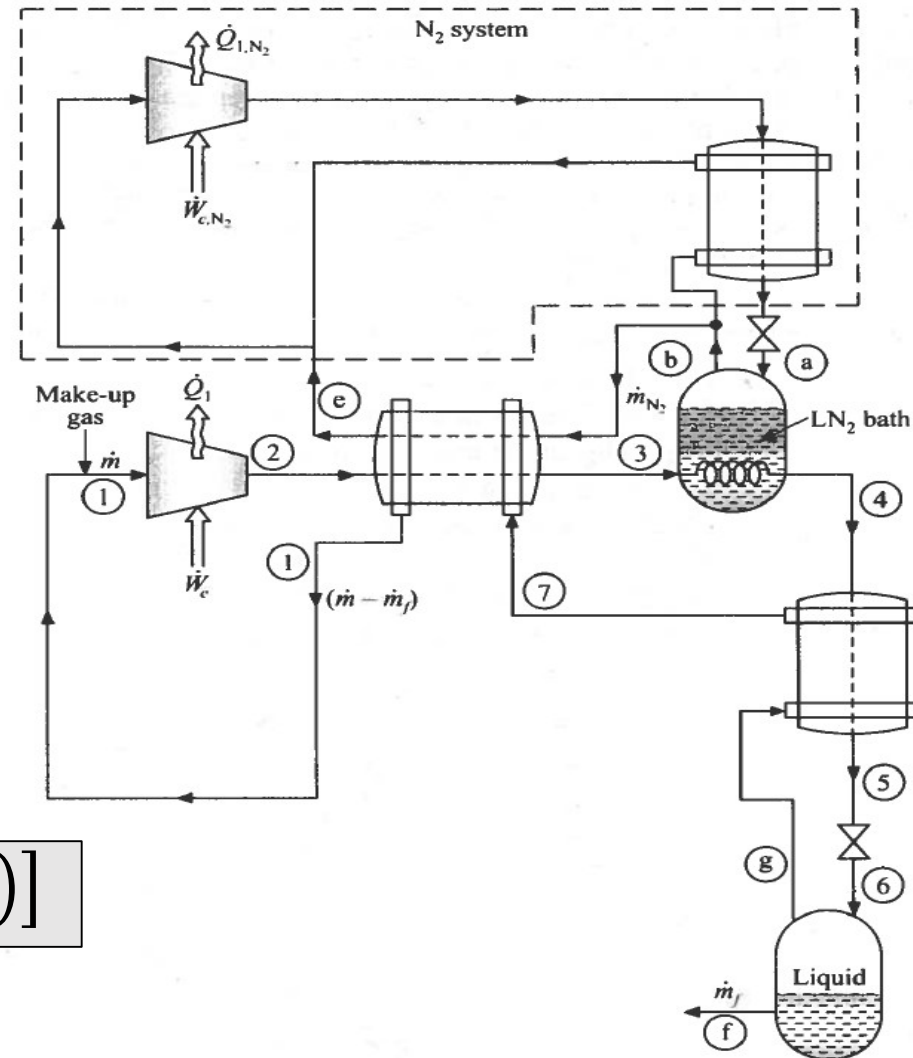 N₂ system
Q̇₁,N₂
Ẇc,N₂
b
a
LN₂ bath
ṁN₂
e
Make-up
gas
Q̇₁
ṁ
1
2
3
4
Ẇc
1
(ṁ − ṁf)
7
5
g
6
)]
Liquid
ṁf
f